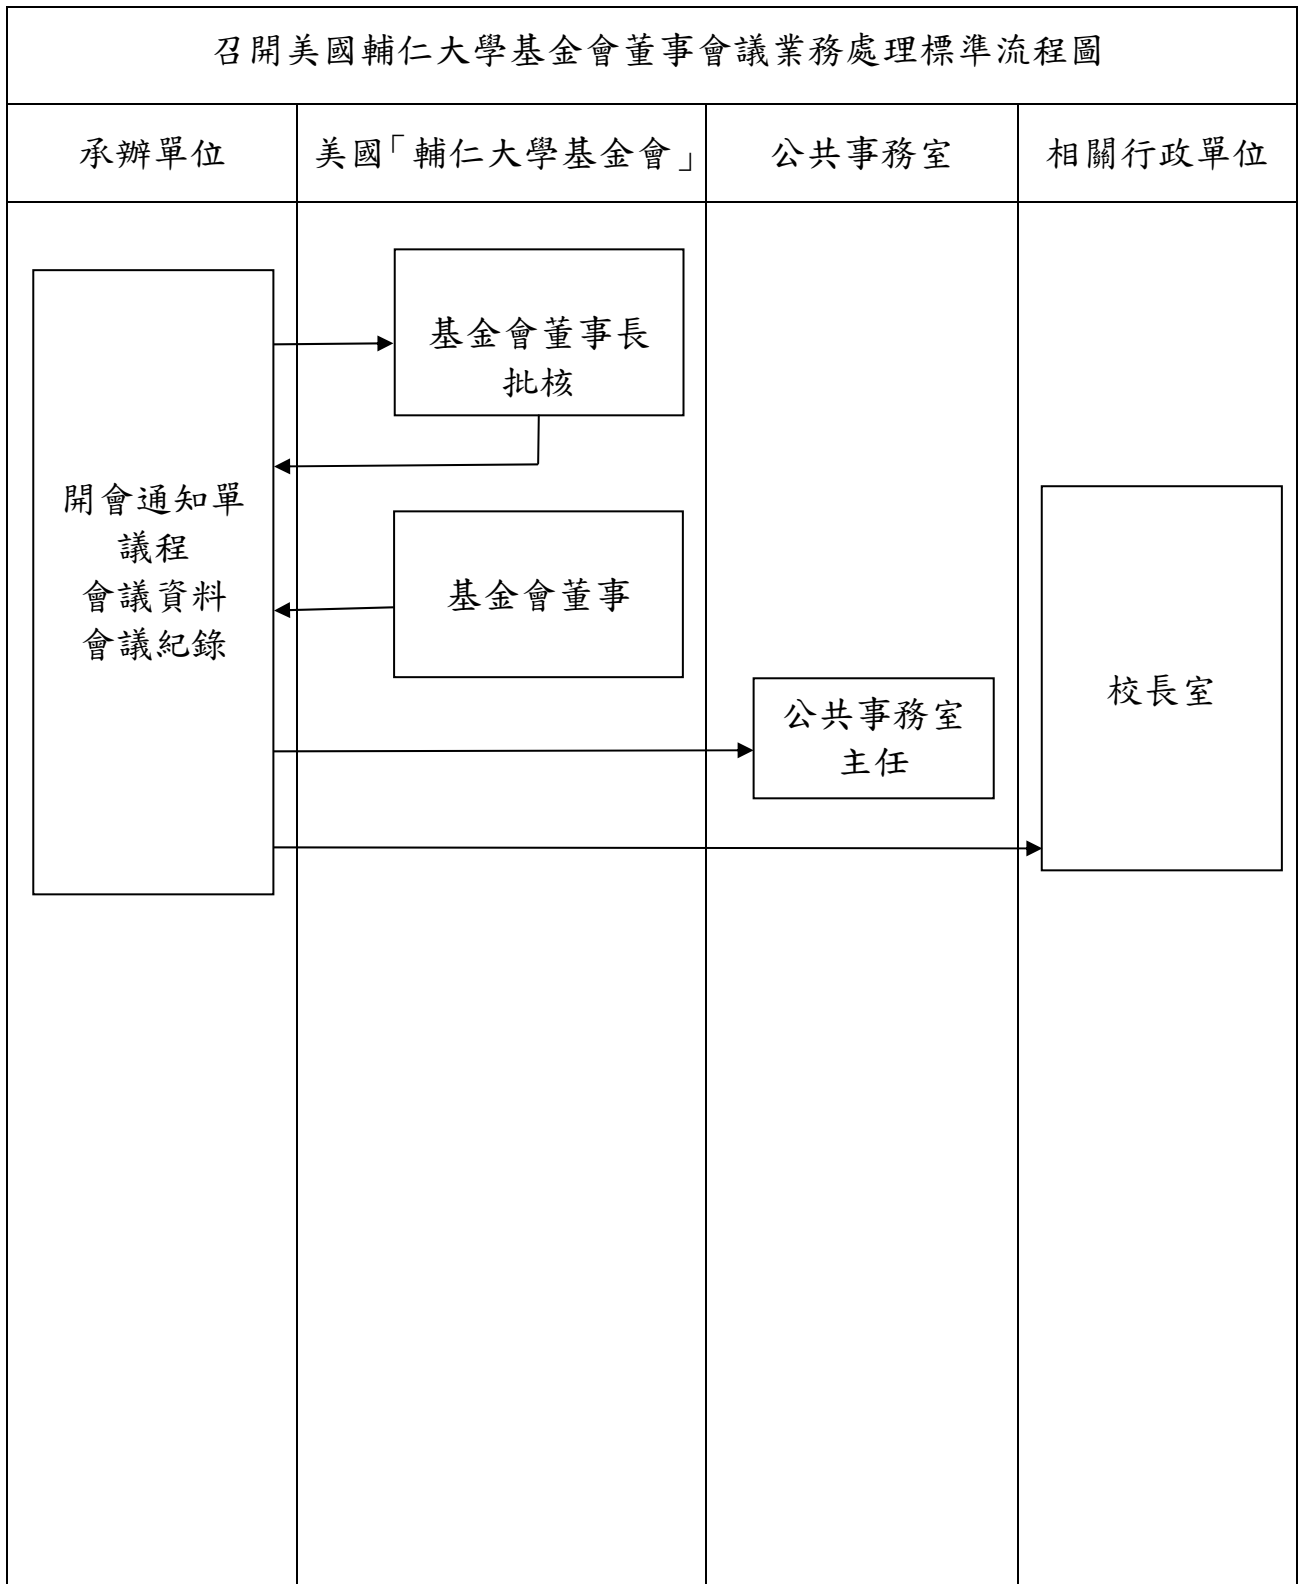 召開美國輔仁大學基金會董事會議業務處理標準流程圖
承辦單位
美國「輔仁大學基金會」
公共事務室
相關行政單位
基金會董事長
批核
開會通知單
議程
會議資料
會議紀錄
基金會董事
公共事務室
主任
校長室